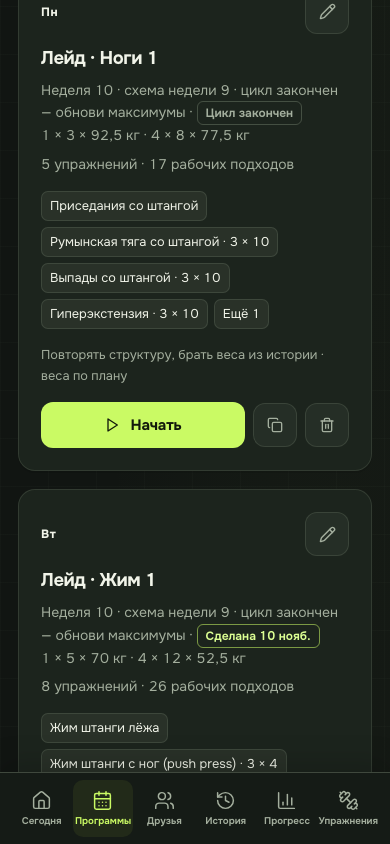 Пн
Лейд · Ноги 1
Неделя 10 · схема недели 9 · цикл закончен
— обнови максимумы · Цикл закончен
1 × 3 × 92,5 кг · 4 × 8 × 77,5 кг
5 упражнений · 17 рабочих подходов
Приседания со штангой
Румынская тяга со штангой · 3 × 10
Выпады со штангой · 3 × 10
Гиперэкстензия · 3 × 10 Ещё 1
Повторять структуру, брать веса из истории ·
веса по плану
Начать
Вт
Лейд · Жим 1
Неделя 10 · схема недели 9 · цикл закончен
— обнови максимумы · Сделана 10 нояб.
1 × 5 × 70 кг · 4 × 12 × 52,5 кг
8 упражнений · 26 рабочих подходов
Жим штанги лёжа
Жим штанги с ног (push press) · 3 × 4
Сегодня Программы Друзья История Прогресс Упражнения